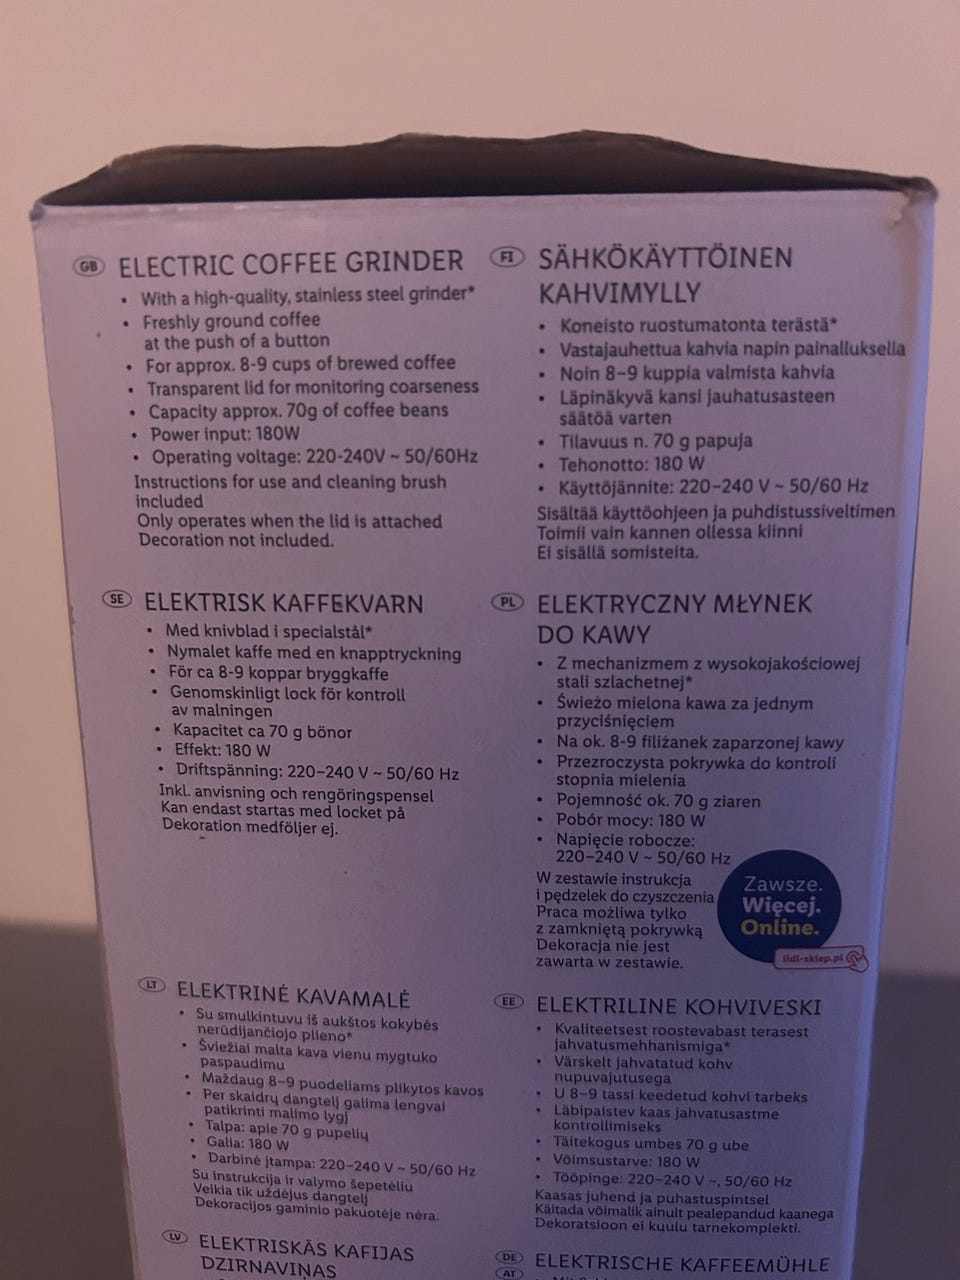 GB ELECTRIC COFFEE GRINDER
• With a high-quality, stainless steel grinder*
• Freshly ground coffee
at the push of a button
• For approx. 8-9 cups of brewed coffee
• Transparent lid for monitoring coarseness
• Capacity approx. 70g of coffee beans
• Power input: 180W
• Operating voltage: 220-240V ~ 50/60Hz
Instructions for use and cleaning brush
included
Only operates when the lid is attached
Decoration not included.
FI SÄHKÖKÄYTTÖINEN
KAHVIMYLLY
• Koneisto ruostumatonta terästä*
• Vastajauhettua kahvia napin painalluksella
• Noin 8–9 kuppia valmista kahvia
• Läpinäkyvä kansi jauhatusasteen
säätöä varten
• Tilavuus n. 70 g papuja
• Tehonotto: 180 W
• Käyttöjännite: 220–240 V ~ 50/60 Hz
Sisältää käyttöohjeen ja puhdistussiveltimen
Toimii vain kannen ollessa kiinni
Ei sisällä somisteita.
SE ELEKTRISK KAFFEKVARN
• Med knivblad i specialstål*
• Nymalet kaffe med en knapptryckning
• För ca 8-9 koppar bryggkaffe
• Genomskinligt lock för kontroll
av malningen
• Kapacitet ca 70 g bönor
• Effekt: 180 W
• Driftspänning: 220–240 V ~ 50/60 Hz
Inkl. anvisning och rengöringspensel
Kan endast startas med locket på
Dekoration medföljer ej.
PL ELEKTRYCZNY MŁYNEK
DO KAWY
• Z mechanizmem z wysokojakościowej
stali szlachetnej*
• Świeżo mielona kawa za jednym
przyciśnięciem
• Na ok. 8-9 filiżanek zaparzonej kawy
• Przezroczysta pokrywka do kontroli
stopnia mielenia
• Pojemność ok. 70 g ziaren
• Pobór mocy: 180 W
• Napięcie robocze:
220–240 V ~ 50/60 Hz
W zestawie instrukcja
i pędzelek do czyszczenia
Praca możliwa tylko
z zamkniętą pokrywką
Dekoracja nie jest
zawarta w zestawie.
Zawsze.
Więcej.
Online.
lidl-sklep.pl
LT ELEKTRINĖ KAVAMALĖ
• Su smulkintuvu iš aukštos kokybės
nerūdijančiojo plieno*
• Šviežiai malta kava vienu mygtuko
paspaudimu
• Maždaug 8–9 puodeliams plikytos kavos
• Per skaidrų dangtelį galima lengvai
patikrinti malimo lygį
• Talpa: apie 70 g pupelių
• Galia: 180 W
• Darbinė įtampa: 220–240 V ~ 50/60 Hz
Su instrukcija ir valymo šepetėliu
Veikia tik uždėjus dangtelį
Dekoracijos gaminio pakuotėje nėra.
EE ELEKTRILINE KOHVIVESKI
• Kvaliteetsest roostevabast terasest
jahvatusmehhanismiga*
• Värskelt jahvatatud kohv
nupuvajutusega
• U 8–9 tassi keedetud kohvi tarbeks
• Läbipaistev kaas jahvatusastme
kontrollimiseks
• Täitekogus umbes 70 g ube
• Võimsustarve: 180 W
• Tööpinge: 220–240 V ~, 50/60 Hz
Kaasas juhend ja puhastuspintsel
Käitada võimalik ainult pealepandud kaanega
Dekoratsioon ei kuulu tarnekomplekti.
LV ELEKTRISKĀS KAFIJAS
DZIRNAVIŅAS
DE AT ELEKTRISCHE KAFFEEMÜHLE